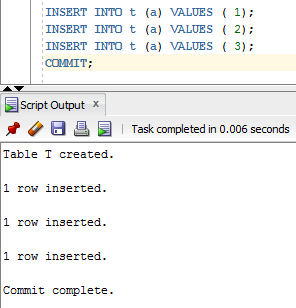 INSERT INTO t (a) VALUES ( 1);
INSERT INTO t (a) VALUES ( 2);
INSERT INTO t (a) VALUES ( 3);
COMMIT;
Script Output x
Task completed in 0.006 seconds
Table T created.
1 row inserted.
1 row inserted.
1 row inserted.
Commit complete.